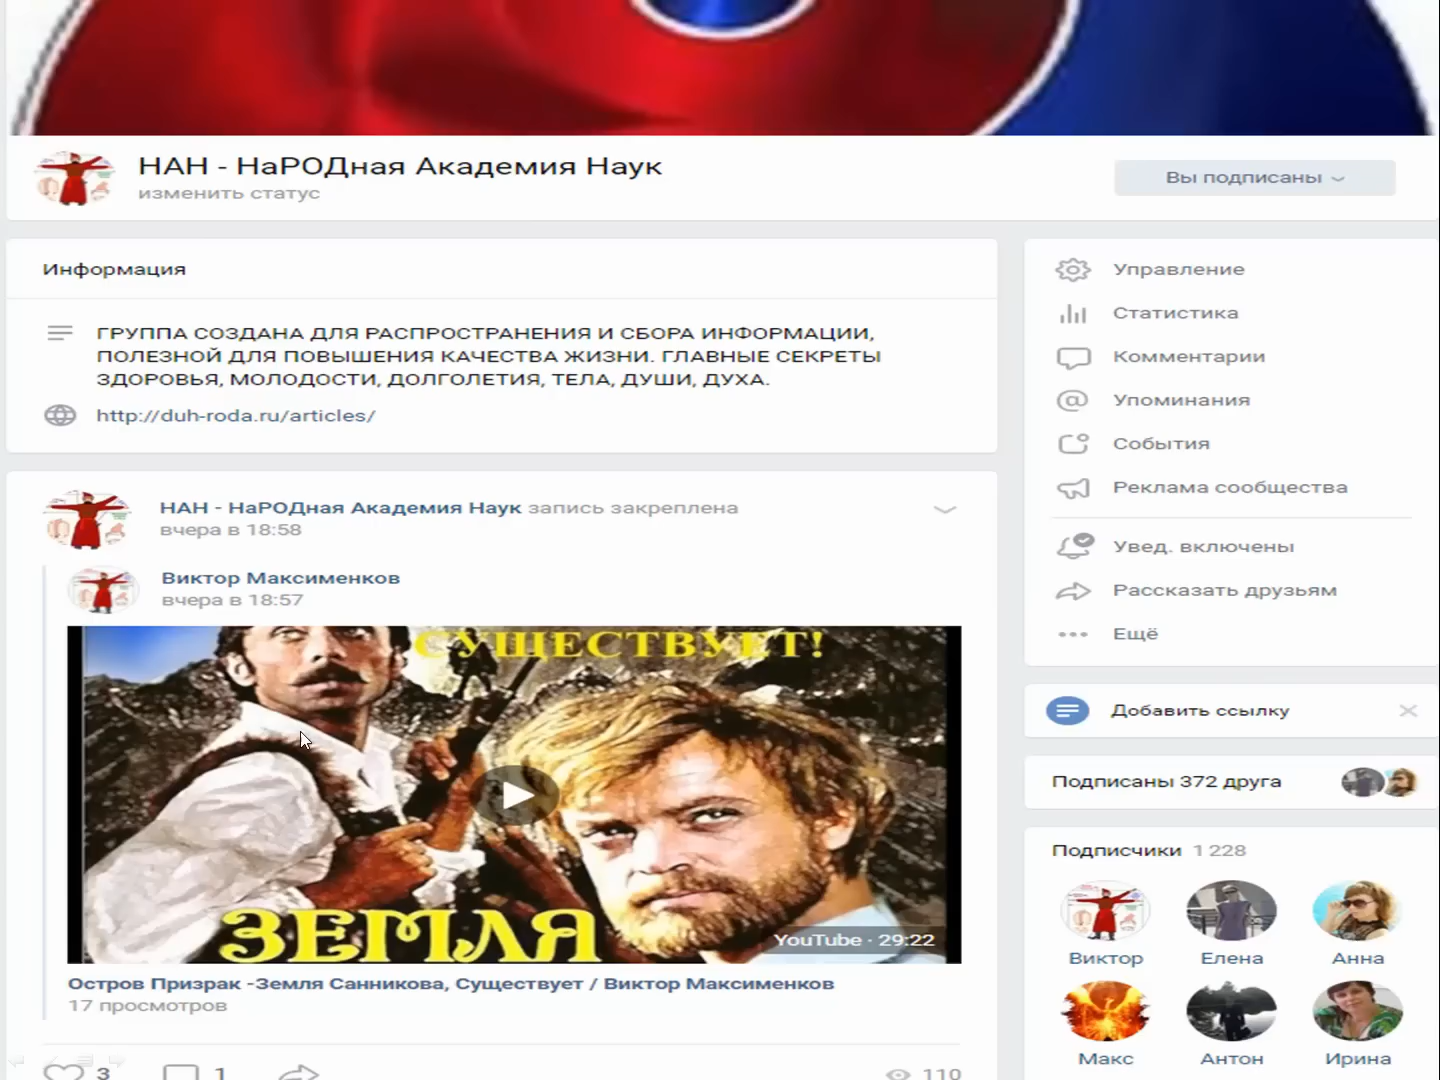 НАН - НаРОДная Академия Наук
изменить статус
Вы подписаны
Информация
ГРУППА СОЗДАНА ДЛЯ РАСПРОСТРАНЕНИЯ И СБОРА ИНФОРМАЦИИ,
ПОЛЕЗНОЙ ДЛЯ ПОВЫШЕНИЯ КАЧЕСТВА ЖИЗНИ. ГЛАВНЫЕ СЕКРЕТЫ
ЗДОРОВЬЯ, МОЛОДОСТИ, ДОЛГОЛЕТИЯ, ТЕЛА, ДУШИ, ДУХА.
http://duh-roda.ru/articles/
НАН - НаРОДная Академия Наук запись закреплена
вчера в 18:58
Виктор Максименков
вчера в 18:57
СУЩЕСТВУЕТ!
ЗЕМЛЯ
YouTube · 29:22
Остров Призрак -Земля Санникова, Существует / Виктор Максименков
17 просмотров
3
1
110
Управление
Статистика
Комментарии
Упоминания
События
Реклама сообщества
Увед. включены
Рассказать друзьям
Ещё
Добавить ссылку
Подписаны 372 друга
Подписчики 1 228
Виктор
Елена
Анна
Макс
Антон
Ирина